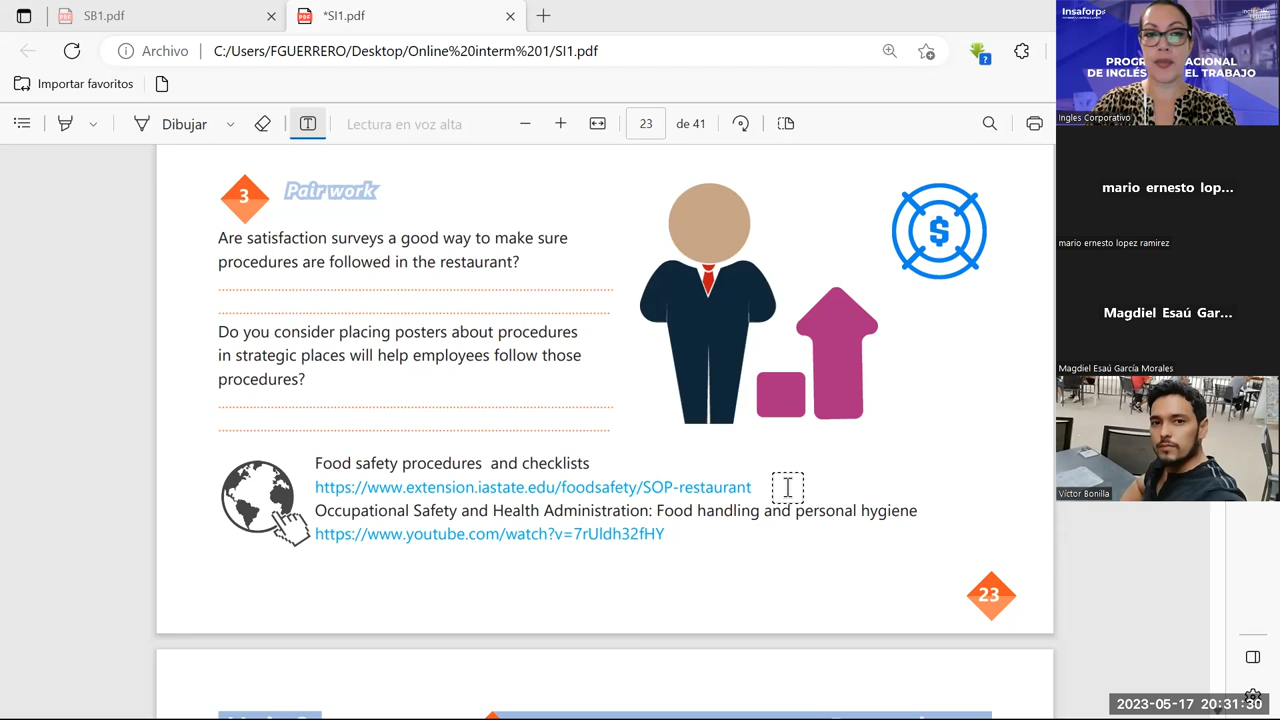 SB1.pdf
*SI1.pdf
Archivo
C:/Users/FGUERRERO/Desktop/Online%20interm%201/SI1.pdf
Importar favoritos
Dibujar
Lectura en voz alta
23
de 41
3
Pair work
Are satisfaction surveys a good way to make sure
procedures are followed in the restaurant?
Do you consider placing posters about procedures
in strategic places will help employees follow those
procedures?
$
Food safety procedures and checklists
https://www.extension.iastate.edu/foodsafety/SOP-restaurant
Occupational Safety and Health Administration: Food handling and personal hygiene
https://www.youtube.com/watch?v=7rUldh32fHY
23
Insaforp
DE INGLÉS
EL TRABAJO
Ingles Corporativo
mario ernesto lop...
mario ernesto lopez ramirez
Magdiel Esaú Gar...
Magdiel Esaú García Morales
Víctor Bonilla
2023-05-17 20:31:30